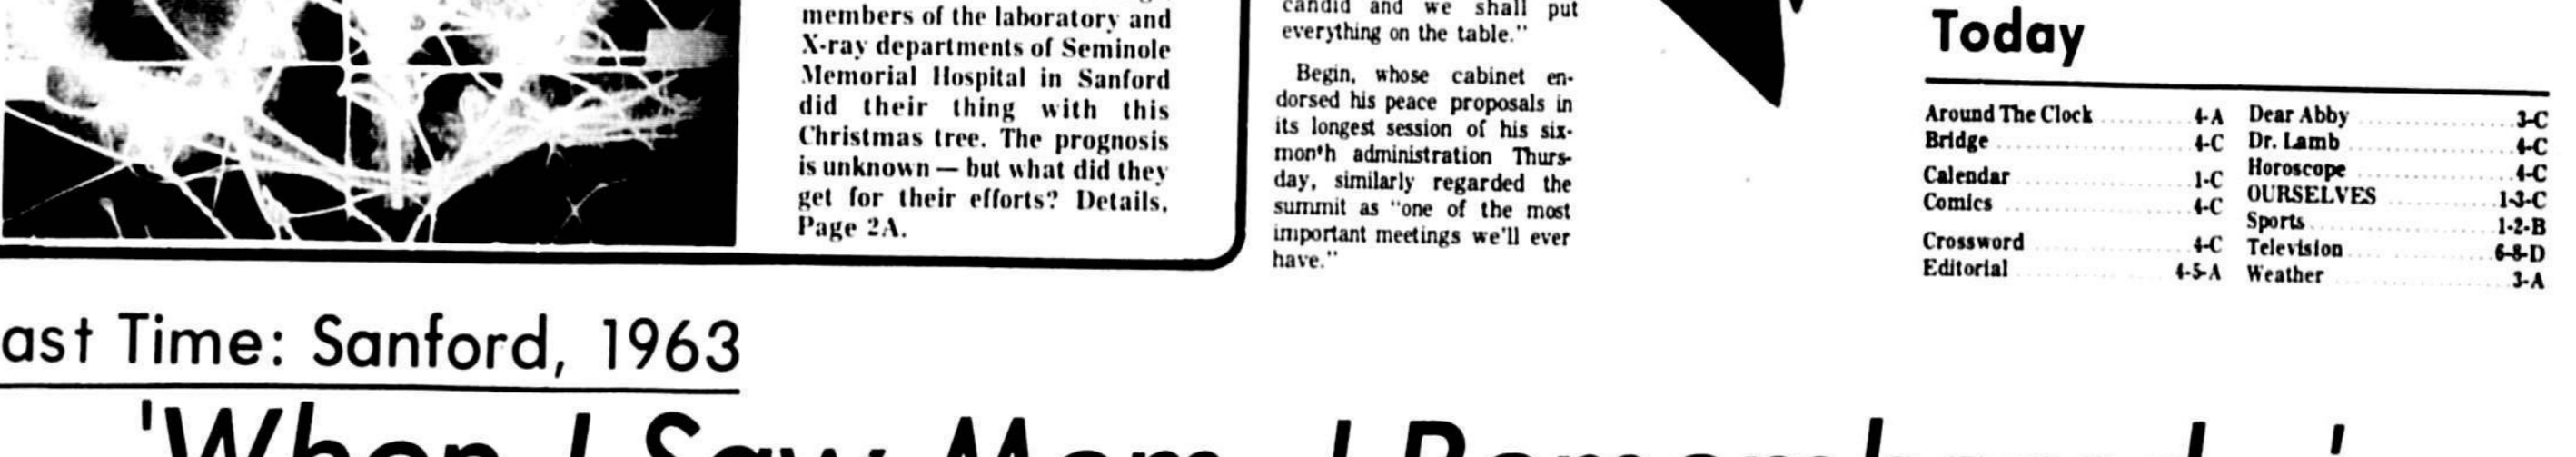 members of the laboratory and
X-ray departments of Seminole
Memorial Hospital in Sanford
did their thing with this
Christmas tree. The prognosis
is unknown — but what did they
get for their efforts? Details,
Page 2A.
candid and we shall put
everything on the table."
Begin, whose cabinet en-
dorsed his peace proposals in
its longest session of his six-
month administration Thurs-
day, similarly regarded the
summit as "one of the most
important meetings we'll ever
have."
Today
Around The Clock 4-A
Bridge 4-C
Calendar 1-C
Comics 4-C
Crossword 4-C
Editorial 4-5-A
Dear Abby 3-C
Dr. Lamb 4-C
Horoscope 4-C
OURSELVES 1-3-C
Sports 1-2-B
Television 6-8-D
Weather 3-A
ast Time: Sanford, 1963
'When I Saw Mom, I Remembered. . .'